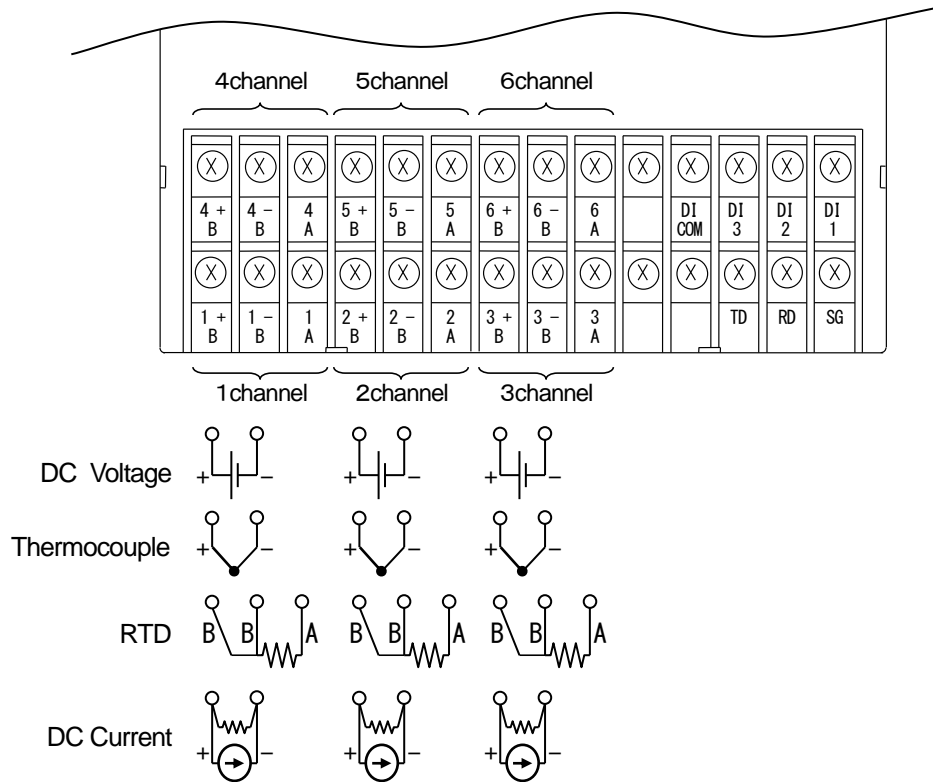 4channel 5channel 6channel
4 + 4 - 4 5 + 5 - 5 6 + 6 - 6 DI DI DI DI
B B A B B A B B A COM 3 2 1
1 + 1 - 1 2 + 2 - 2 3 + 3 - 3 TD RD SG
B B A B B A B B A
1channel 2channel 3channel
DC Voltage + - + - + -
Thermocouple + - + - + -
RTD B B A B B A B B A
DC Current + - + - + -